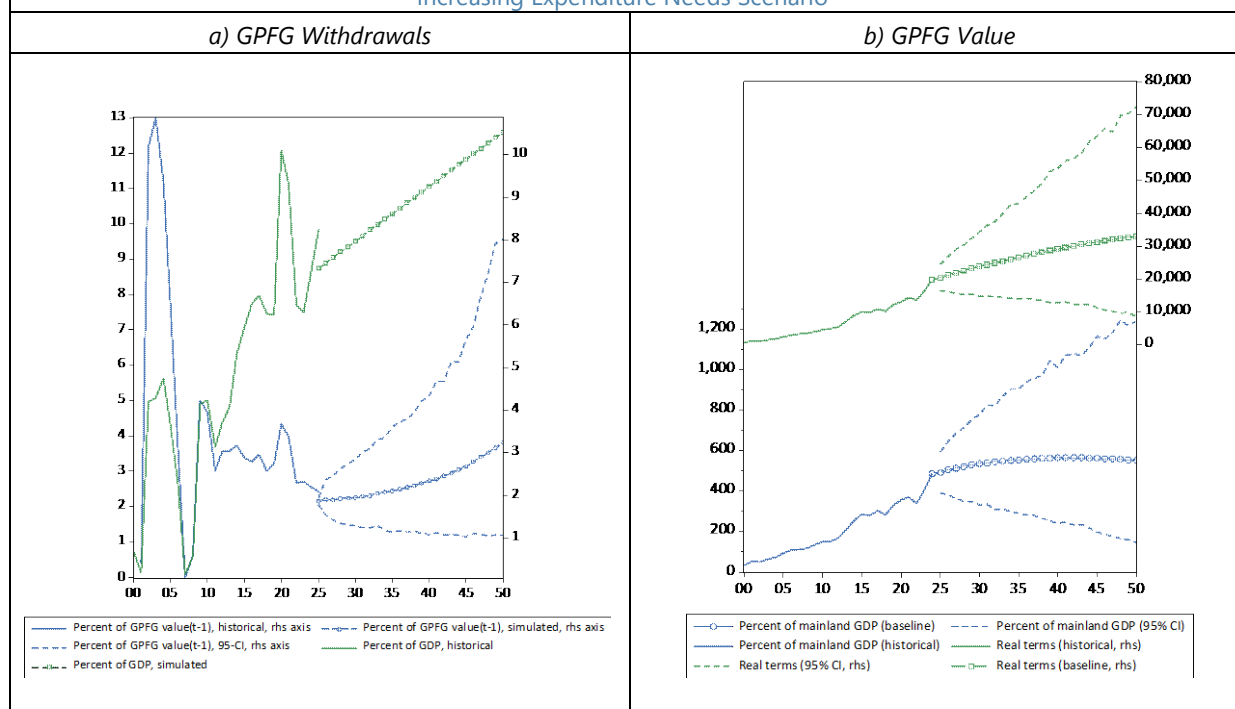 Increasing Expenditure Needs Scenario
a) GPFG Withdrawals
b) GPFG Value
13
12
11
10
9
8
7
6
5
4
3
2
1
0
10
9
8
7
6
5
4
3
2
1
00 05 10 15 20 25 30 35 40 45 50
Percent of GPFG value(t-1), historical, rhs axis
Percent of GPFG value(t-1), simulated, rhs axis
Percent of GPFG value(t-1), 95-CI, rhs axis
Percent of GDP, historical
Percent of GDP, simulated
80,000
70,000
60,000
50,000
40,000
30,000
20,000
10,000
0
1,200
1,000
800
600
400
200
0
00 05 10 15 20 25 30 35 40 45 50
Percent of mainland GDP (baseline)
Percent of mainland GDP (95% CI)
Percent of mainland GDP (historical)
Real terms (historical, rhs)
Real terms (95% CI, rhs)
Real terms (baseline, rhs)